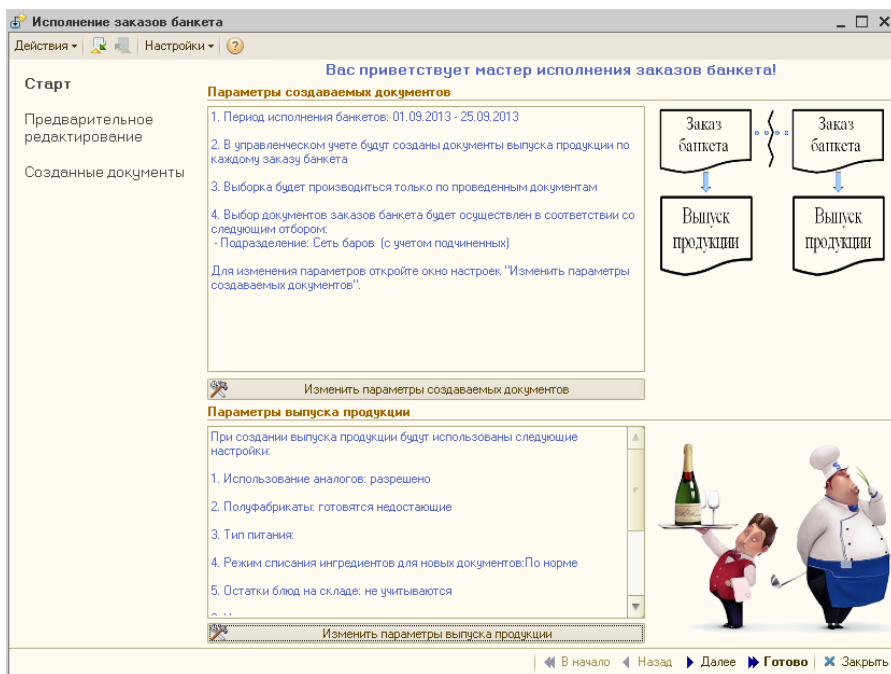 Исполнение заказов банкета
Действия
Настройки
?
Вас приветствует мастер исполнения заказов банкета!
Старт
Предварительное
редактирование
Созданные документы
Параметры создаваемых документов
1. Период исполнения банкетов: 01.09.2013 - 25.09.2013
2. В управленческом учете будут созданы документы выпуска продукции по
каждому заказу банкета
3. Выборка будет производиться только по проведенным документам
4. Выбор документов заказов банкета будет осуществлен в соответствии со
следующим отбором:
- Подразделение: Сеть баров (с учетом подчиненных)
Для изменения параметров откройте окно настроек "Изменить параметры
создаваемых документов".
Заказ
банкета
Заказ
банкета
Выпуск
продукции
Выпуск
продукции
Изменить параметры создаваемых документов
Параметры выпуска продукции
При создании выпуска продукции будут использованы следующие
настройки:
1. Использование аналогов: разрешено
2. Полуфабрикаты: готовятся недостающие
3. Тип питания:
4. Режим списания ингредиентов для новых документов:По норме
5. Остатки блюд на складе: не учитываются
Изменить параметры выпуска продукции
В начало
Назад
Далее
Готово
Закрыть